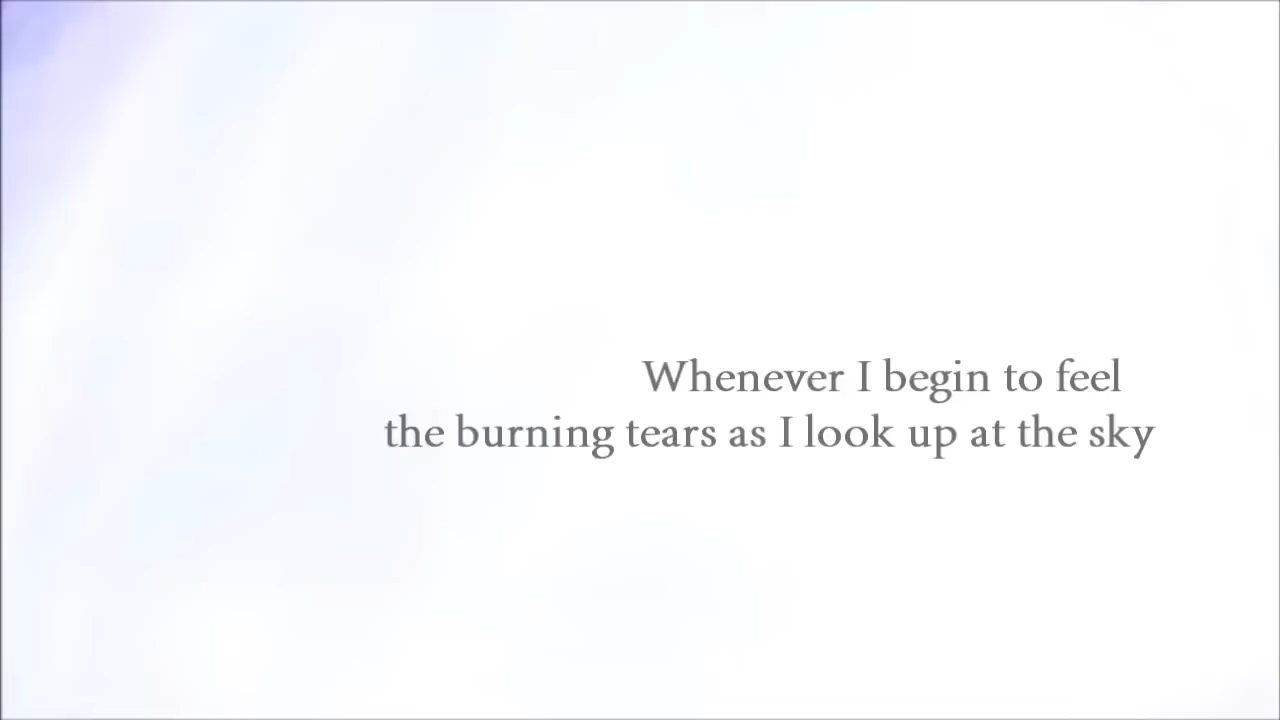 Whenever I begin to feel
the burning tears as I look up at the sky